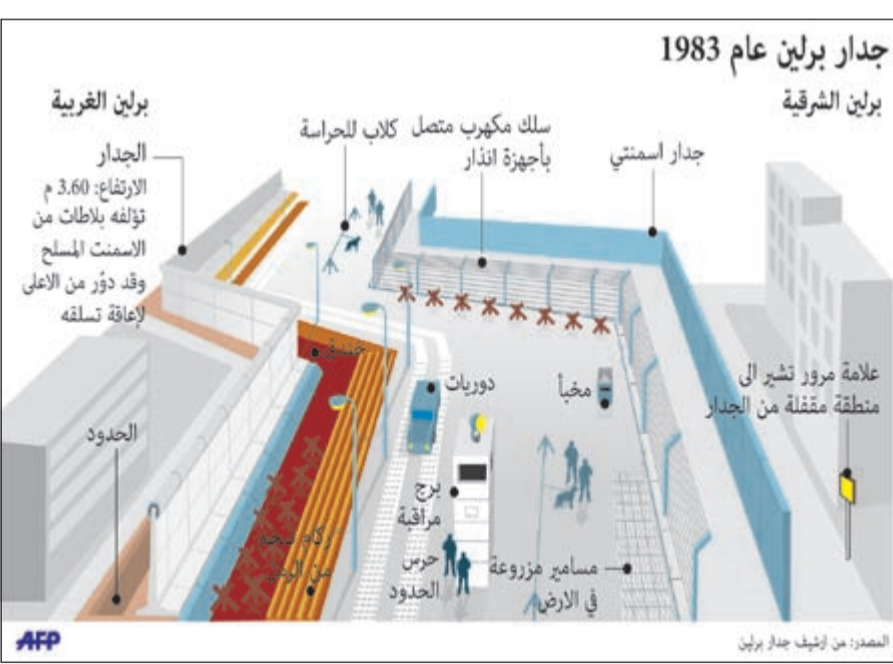 جدار برلين عام 1983
برلين الشرقية
برلين الغربية
سلك مكهرب متصل
بأجهزة انذار
كلاب للحراسة
جدار اسمنتي
الجدار
الارتفاع: 3.60 م
تؤلفه بلاطات من
الاسمنت المسلح
وقد دوّر من الاعلى
لإعاقة تسلقه
خندق
دوريات
مخبأ
علامة مرور تشير الى
منطقة مقفلة من الجدار
الحدود
برج
مراقبة
حرس
الحدود
ركام
من الرمل
مسامير مزروعة
في الارض
AFP
المصدر: من ارشيف جدار برلين